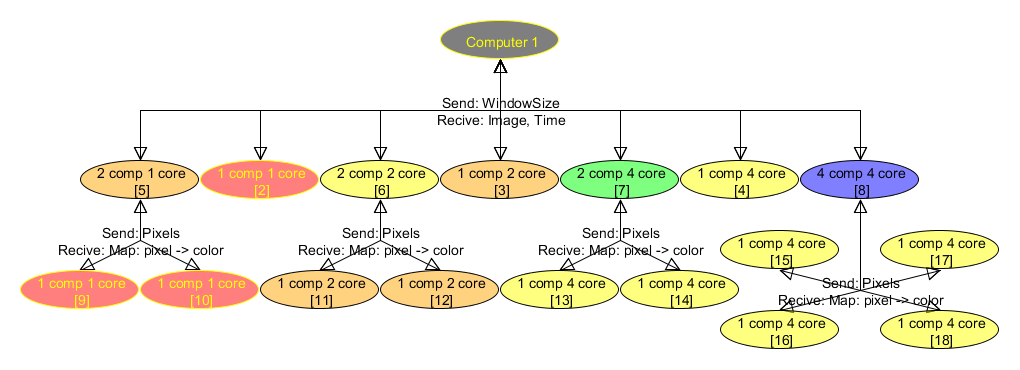 Computer 1
Send: WindowSize
Recive: Image, Time
2 comp 1 core
[5]
1 comp 1 core
[2]
2 comp 2 core
[6]
1 comp 2 core
[3]
2 comp 4 core
[7]
1 comp 4 core
[4]
4 comp 4 core
[8]
Send: Pixels
Recive: Map: pixel -> color
Send: Pixels
Recive: Map: pixel -> color
Send: Pixels
Recive: Map: pixel -> color
1 comp 4 core
[15]
1 comp 4 core
[17]
1 comp 1 core
[9]
1 comp 1 core
[10]
1 comp 2 core
[11]
1 comp 2 core
[12]
1 comp 4 core
[13]
1 comp 4 core
[14]
Send: Pixels
Recive: Map: pixel -> color
1 comp 4 core
[16]
1 comp 4 core
[18]